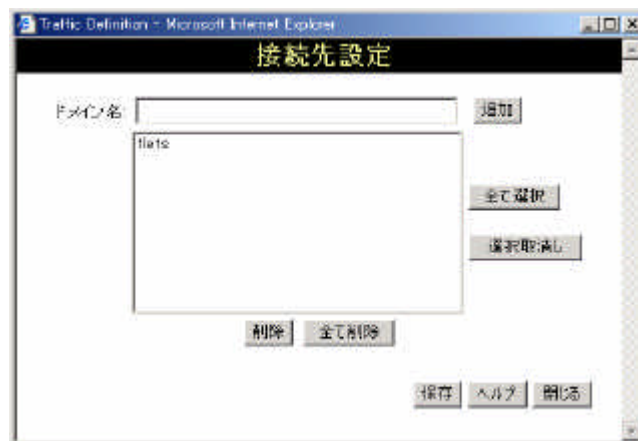 Traffic Definition - Microsoft Internet Explorer
接続先設定
ドメイン名
追加
全て選択
選択取消し
削除 全て削除
保存 ヘルプ 閉じる